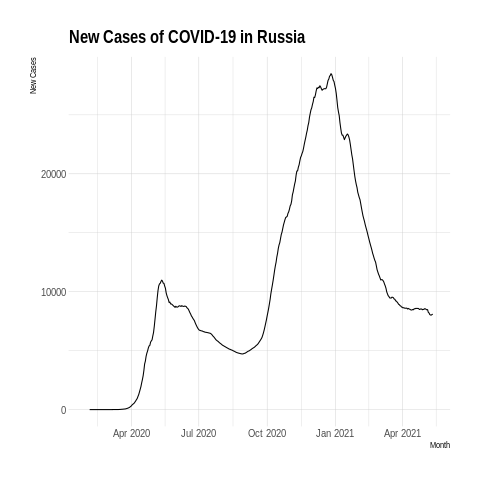 New Cases of COVID-19 in Russia
New Cases
20000
10000
0
Apr 2020 Jul 2020 Oct 2020 Jan 2021 Apr 2021
Month